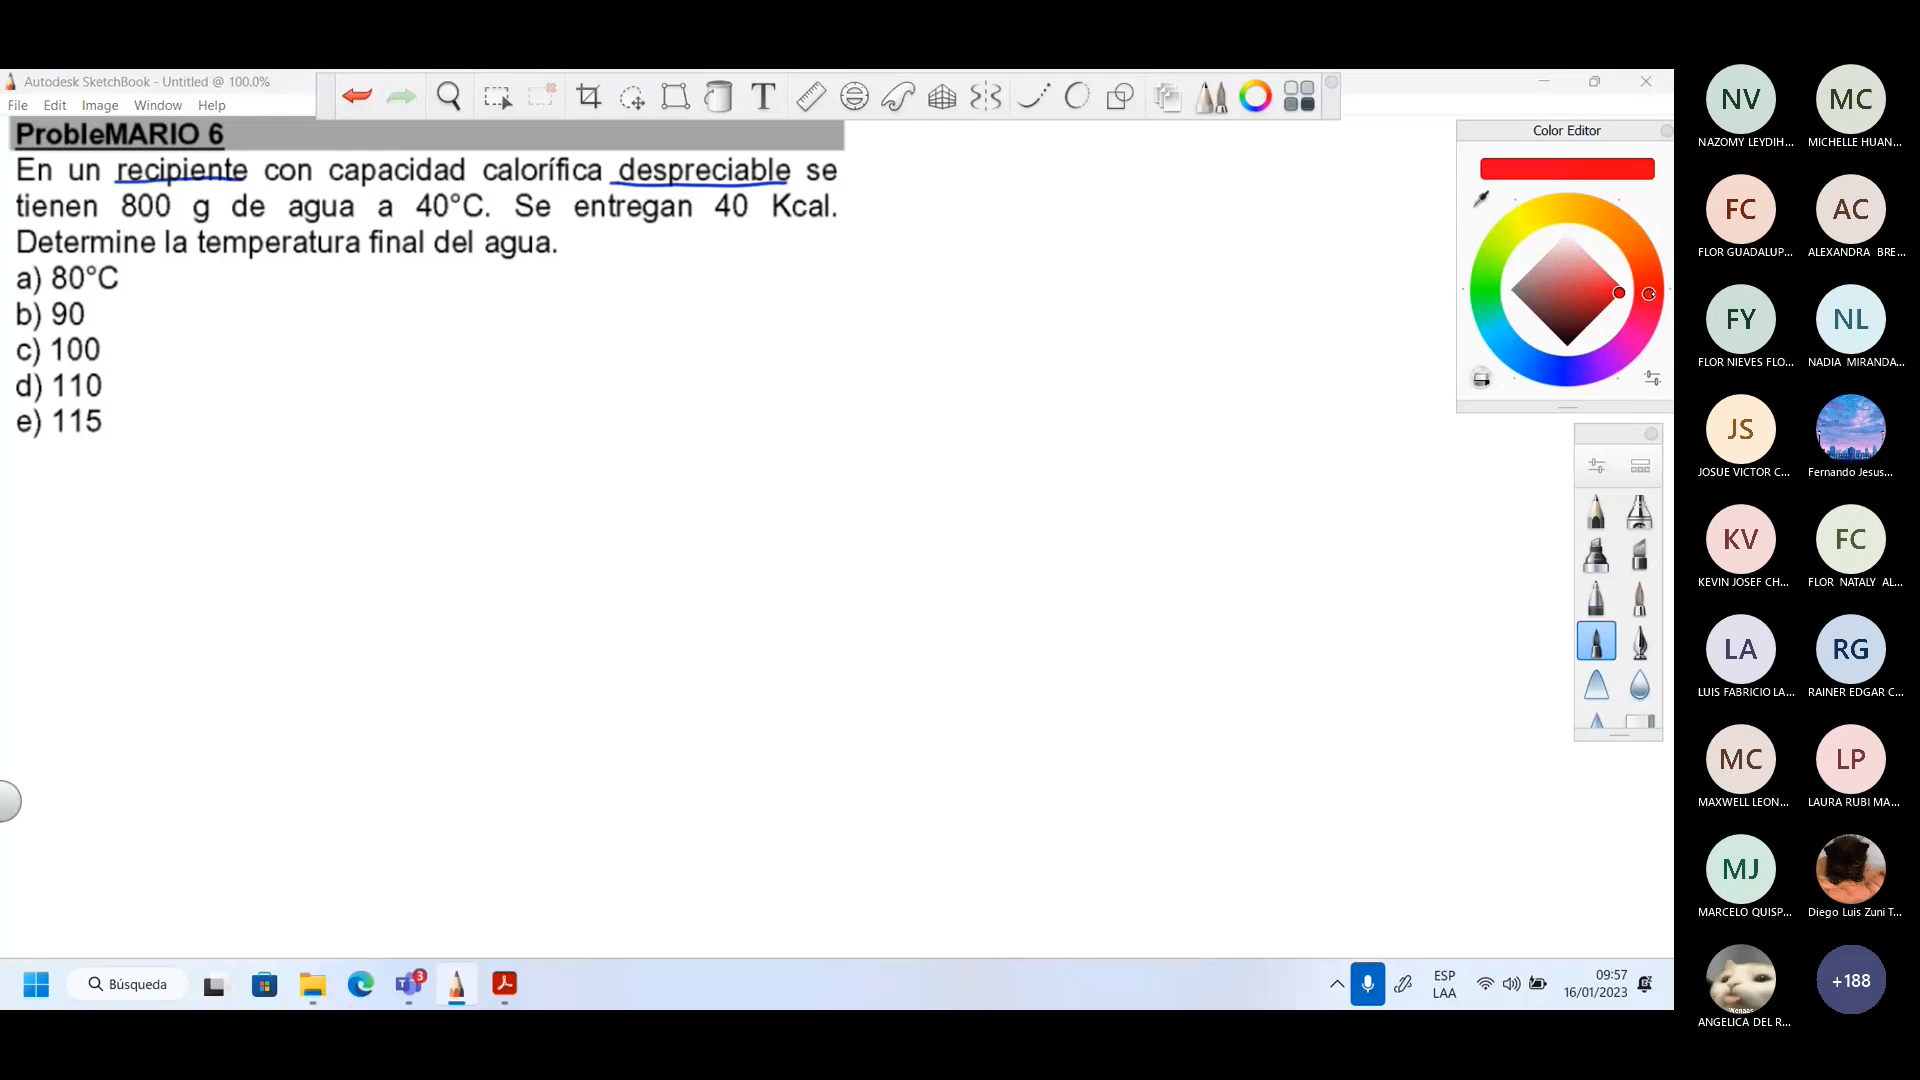 Autodesk SketchBook - Untitled @ 100.0%
File Edit Image Window Help
T
Color Editor
ProbleMARIO 6
En un recipiente con capacidad calorífica despreciable se
tienen 800 g de agua a 40°C. Se entregan 40 Kcal.
Determine la temperatura final del agua.
a) 80°C
b) 90
c) 100
d) 110
e) 115
NV
NAZOMY LEYDIH...
MC
MICHELLE HUAN...
FC
FLOR GUADALUP...
AC
ALEXANDRA BRE...
FY
FLOR NIEVES FLO...
NL
NADIA MIRANDA...
JS
JOSUE VICTOR C...
Fernando Jesus...
KV
KEVIN JOSEF CH...
FC
FLOR NATALY AL...
LA
LUIS FABRICIO LA...
RG
RAINER EDGAR C...
MC
MAXWELL LEON...
LP
LAURA RUBI MA...
MJ
MARCELO QUISP...
Diego Luis Zuni T...
ANGELICA DEL R...
+188
Búsqueda
3
ESP
LAA
09:57
16/01/2023